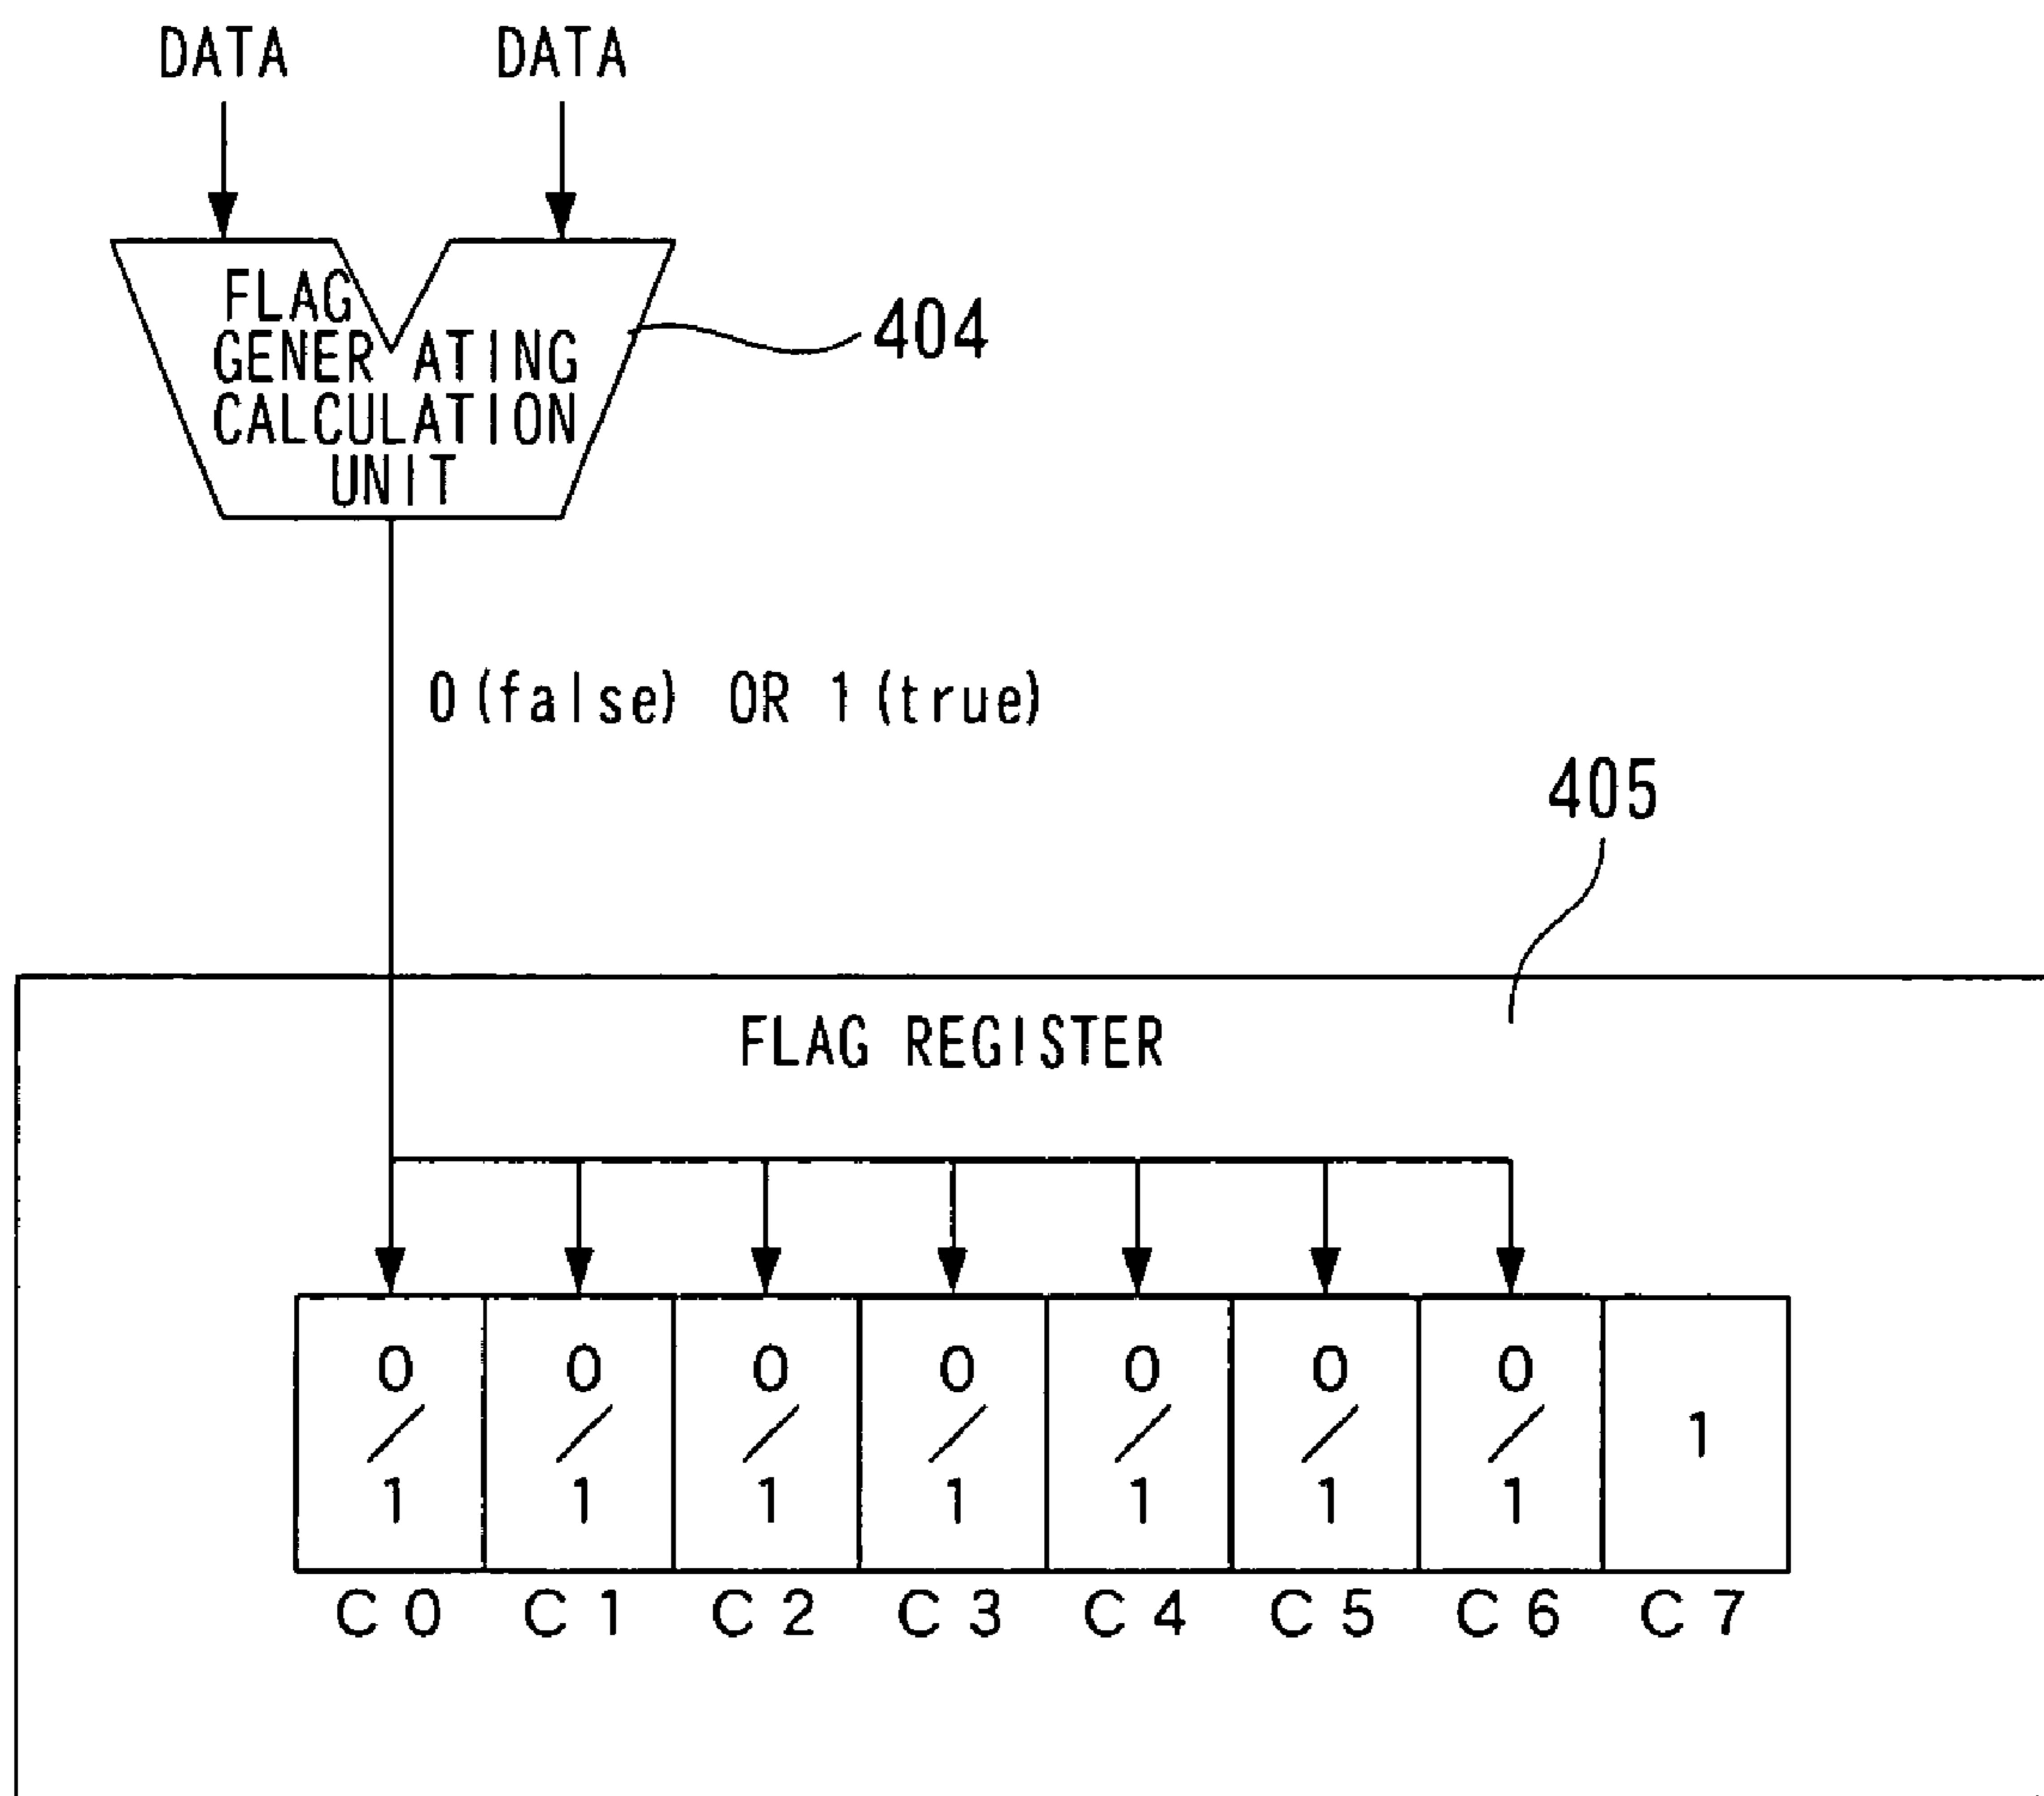 DATA DATA
FLAG
GENERATING
CALCULATION
UNIT
404
0(false) OR 1(true)
405
FLAG REGISTER
0 0 0 0 0 0 0
/ / / / / / / 1
1 1 1 1 1 1 1
C0 C1 C2 C3 C4 C5 C6 C7